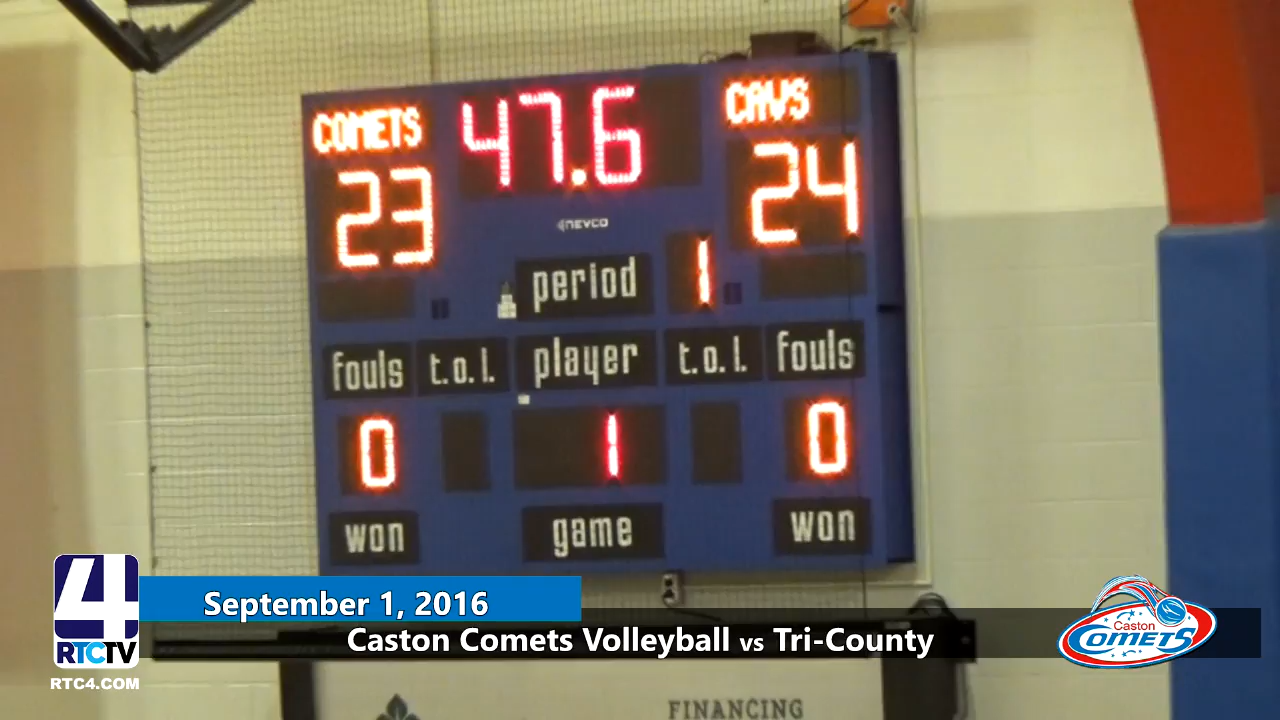 COMETS 47.6 CAVS
23 24
NEVCO
period 1
fouls t.o.l. player t.o.l. fouls
0 1 0
won game won
4
RTCTV
RTC4.COM
September 1, 2016
Caston Comets Volleyball vs Tri-County
Caston
COMETS
FINANCING